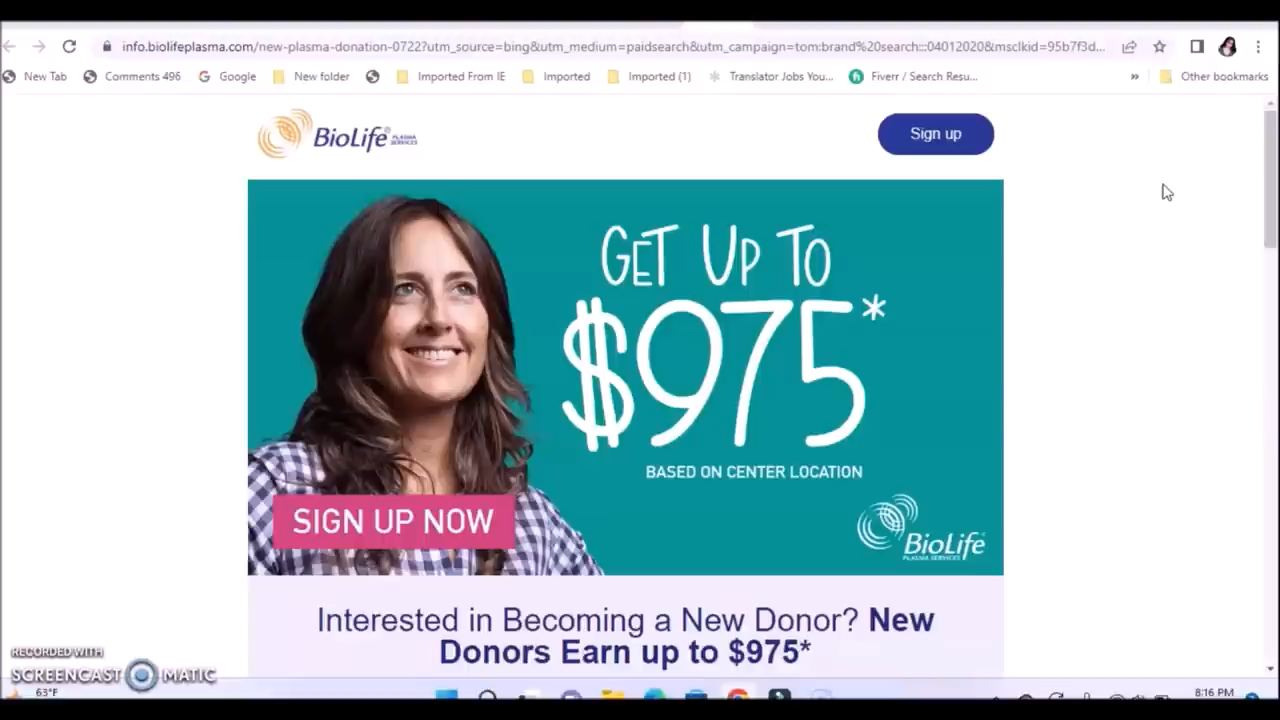 info.biolifeplasma.com/new-plasma-donation-0722?utm_source=bing&utm_medium=paidsearch&utm_campaign=tom:brand%20search:::04012020&msclkid=95b7f3d...
New Tab Comments 496 Google New folder Imported From IE Imported Imported (1) Translator Jobs You... Fiverr / Search Resu... » Other bookmarks
BioLife PLASMA SERVICES
Sign up
GET UP TO
$975*
BASED ON CENTER LOCATION
SIGN UP NOW
BioLife
PLASMA SERVICES
Interested in Becoming a New Donor? New
Donors Earn up to $975*
RECORDED WITH
SCREENCAST MATIC
63°F
8:16 PM